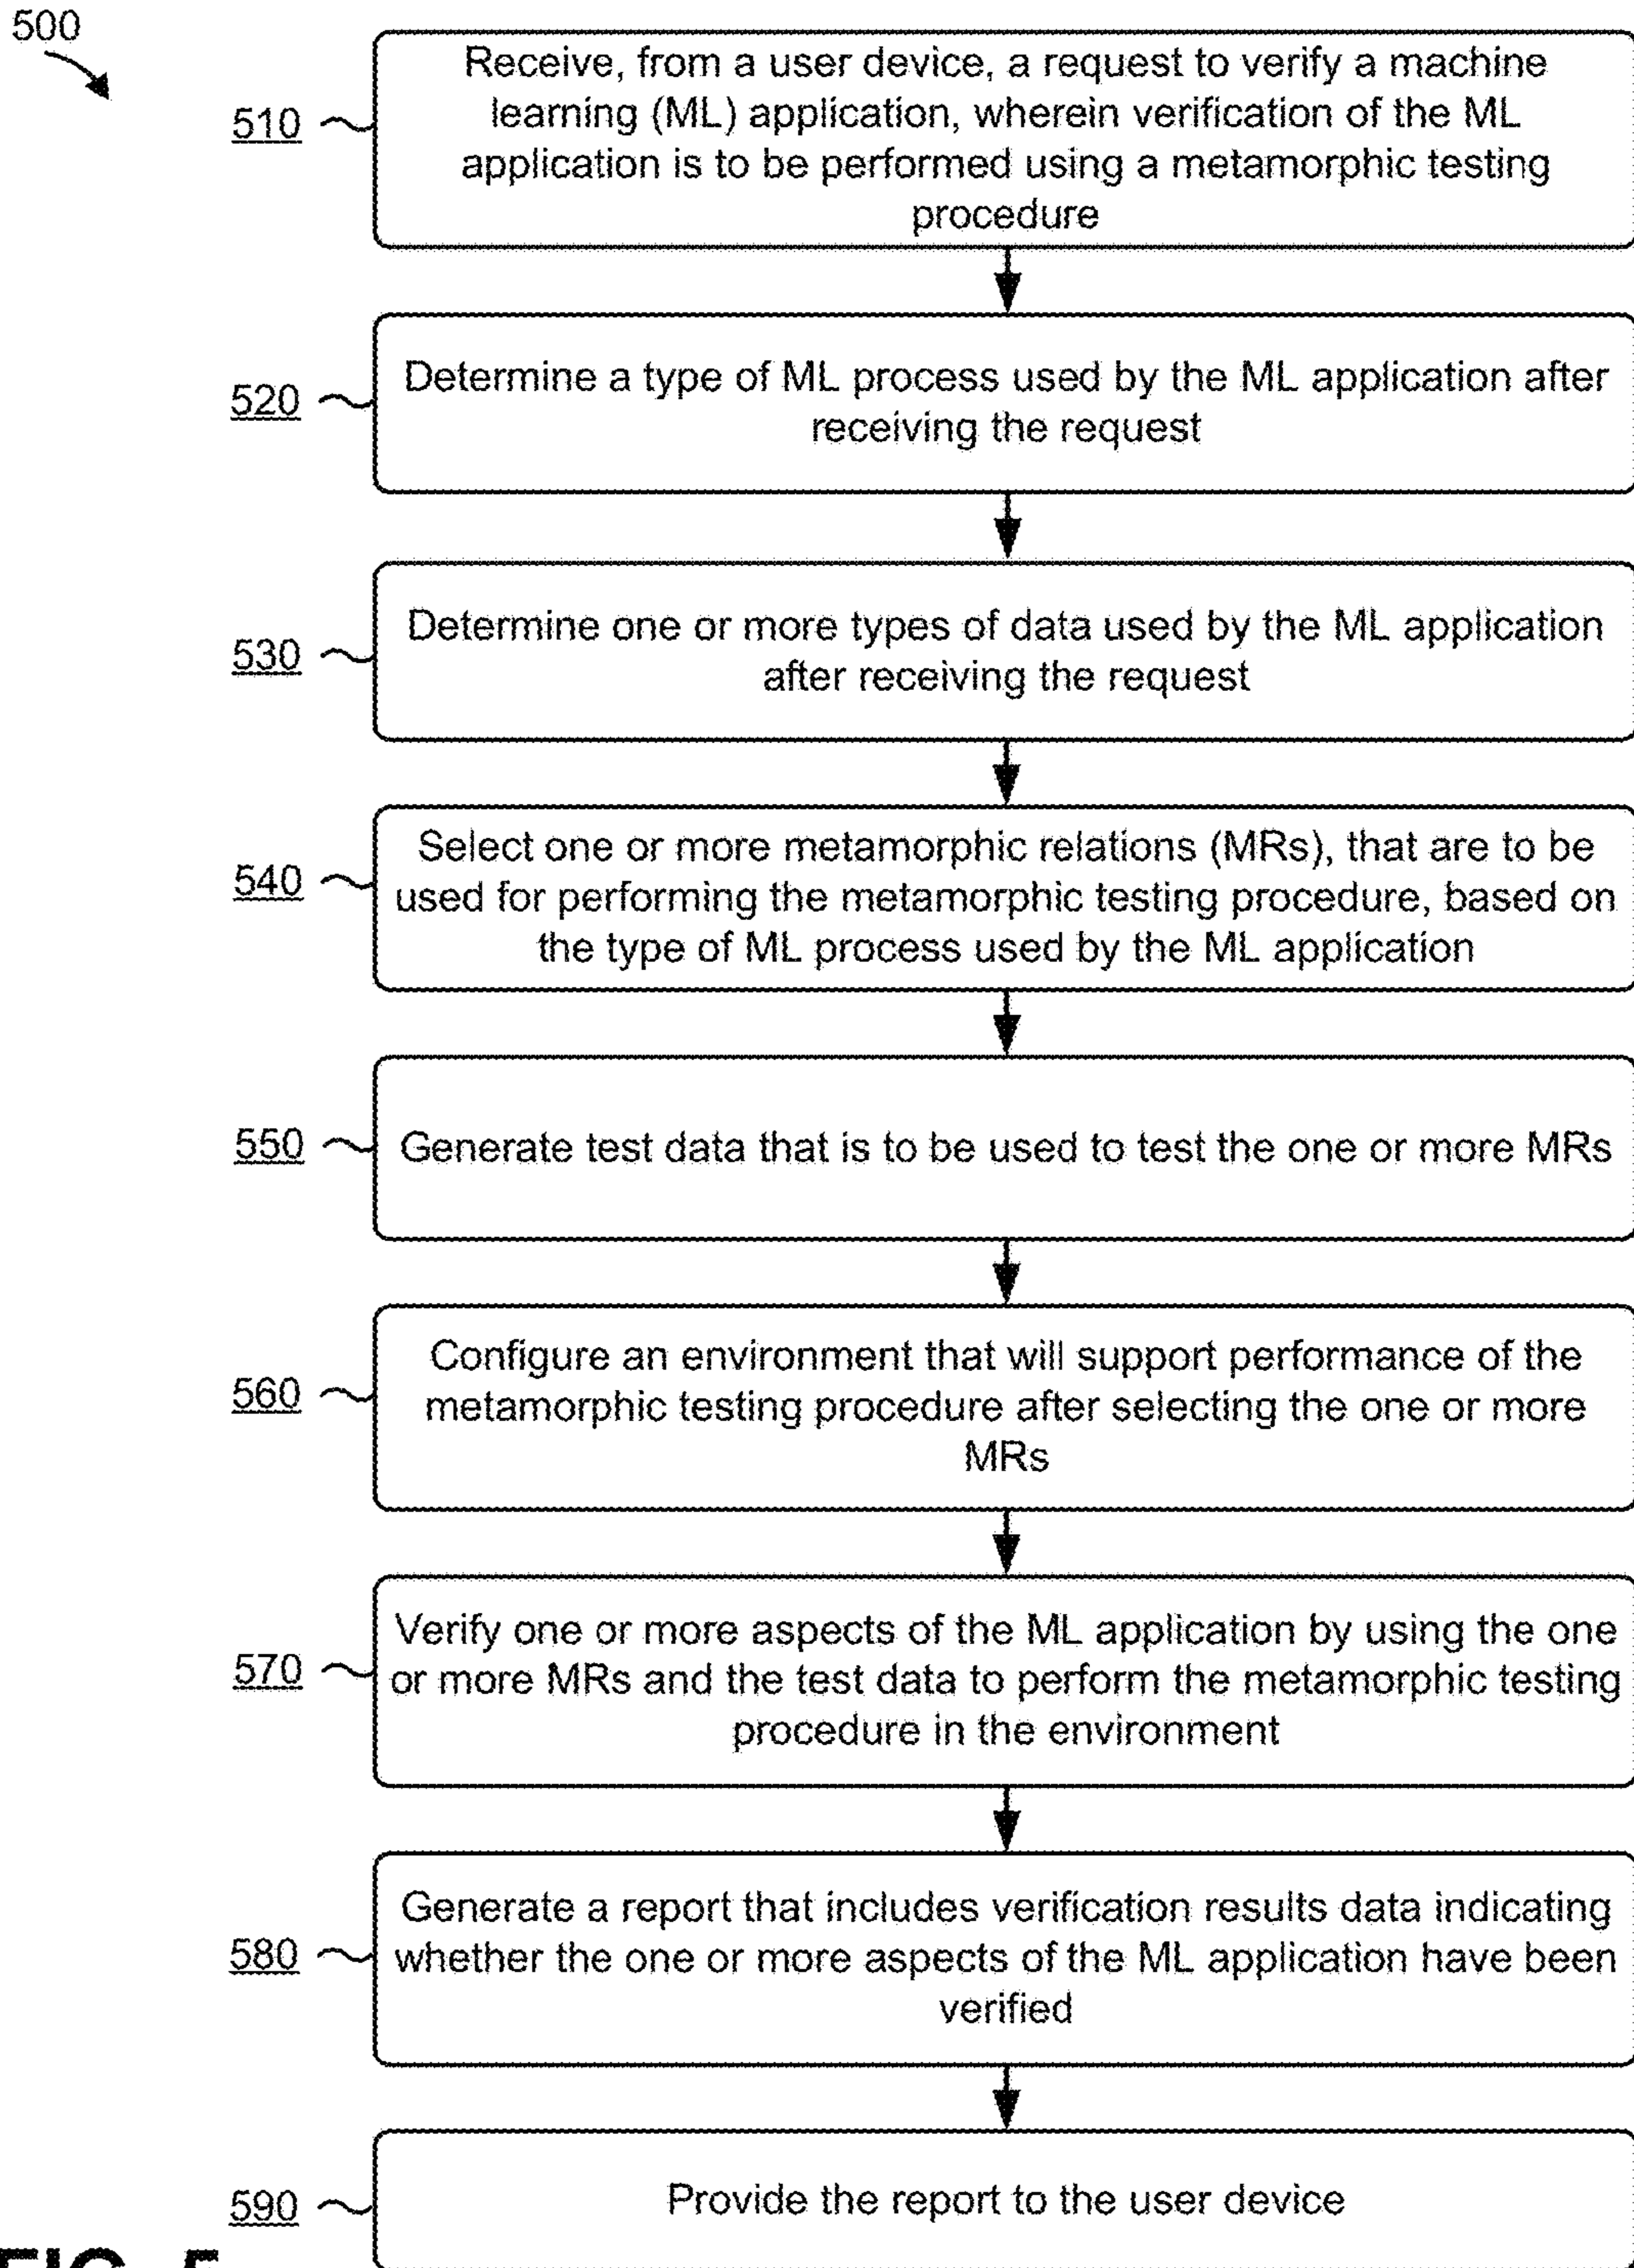 500
510
Receive, from a user device, a request to verify a machine
learning (ML) application, wherein verification of the ML
application is to be performed using a metamorphic testing
procedure
520
Determine a type of ML process used by the ML application after
receiving the request
530
Determine one or more types of data used by the ML application
after receiving the request
540
Select one or more metamorphic relations (MRs), that are to be
used for performing the metamorphic testing procedure, based on
the type of ML process used by the ML application
550
Generate test data that is to be used to test the one or more MRs
560
Configure an environment that will support performance of the
metamorphic testing procedure after selecting the one or more
MRs
570
Verify one or more aspects of the ML application by using the one
or more MRs and the test data to perform the metamorphic testing
procedure in the environment
580
Generate a report that includes verification results data indicating
whether the one or more aspects of the ML application have been
verified
590
Provide the report to the user device
FIG. 5